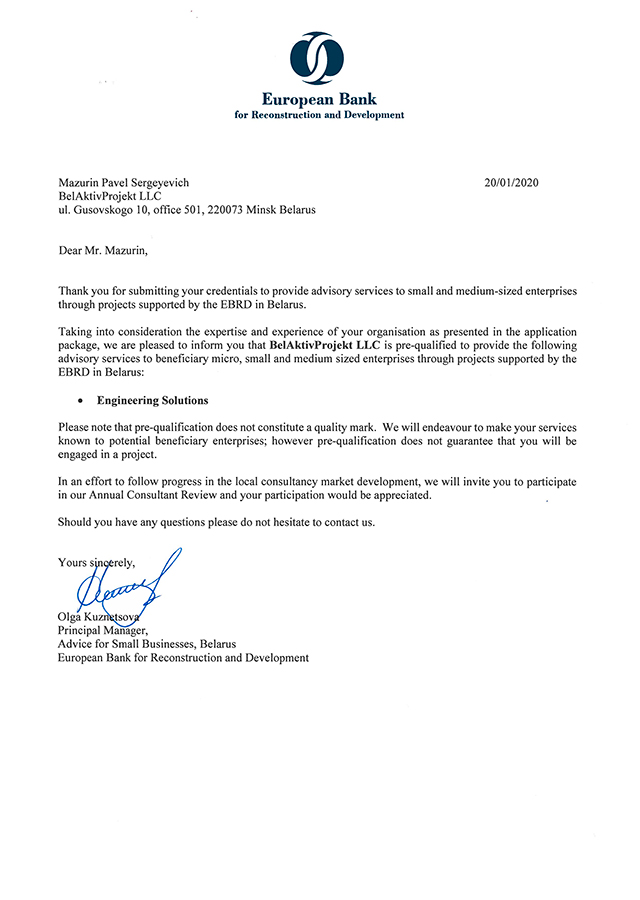 European Bank
for Reconstruction and Development
Mazurin Pavel Sergeyevich 20/01/2020
BelAktivProjekt LLC
ul. Gusovskogo 10, office 501, 220073 Minsk Belarus
Dear Mr. Mazurin,
Thank you for submitting your credentials to provide advisory services to small and medium-sized enterprises
through projects supported by the EBRD in Belarus.
Taking into consideration the expertise and experience of your organisation as presented in the application
package, we are pleased to inform you that BelAktivProjekt LLC is pre-qualified to provide the following
advisory services to beneficiary micro, small and medium sized enterprises through projects supported by the
EBRD in Belarus:
• Engineering Solutions
Please note that pre-qualification does not constitute a quality mark. We will endeavour to make your services
known to potential beneficiary enterprises; however pre-qualification does not guarantee that you will be
engaged in a project.
In an effort to follow progress in the local consultancy market development, we will invite you to participate
in our Annual Consultant Review and your participation would be appreciated.
Should you have any questions please do not hesitate to contact us.
Yours sincerely,
Olga Kuznetsova
Principal Manager,
Advice for Small Businesses, Belarus
European Bank for Reconstruction and Development